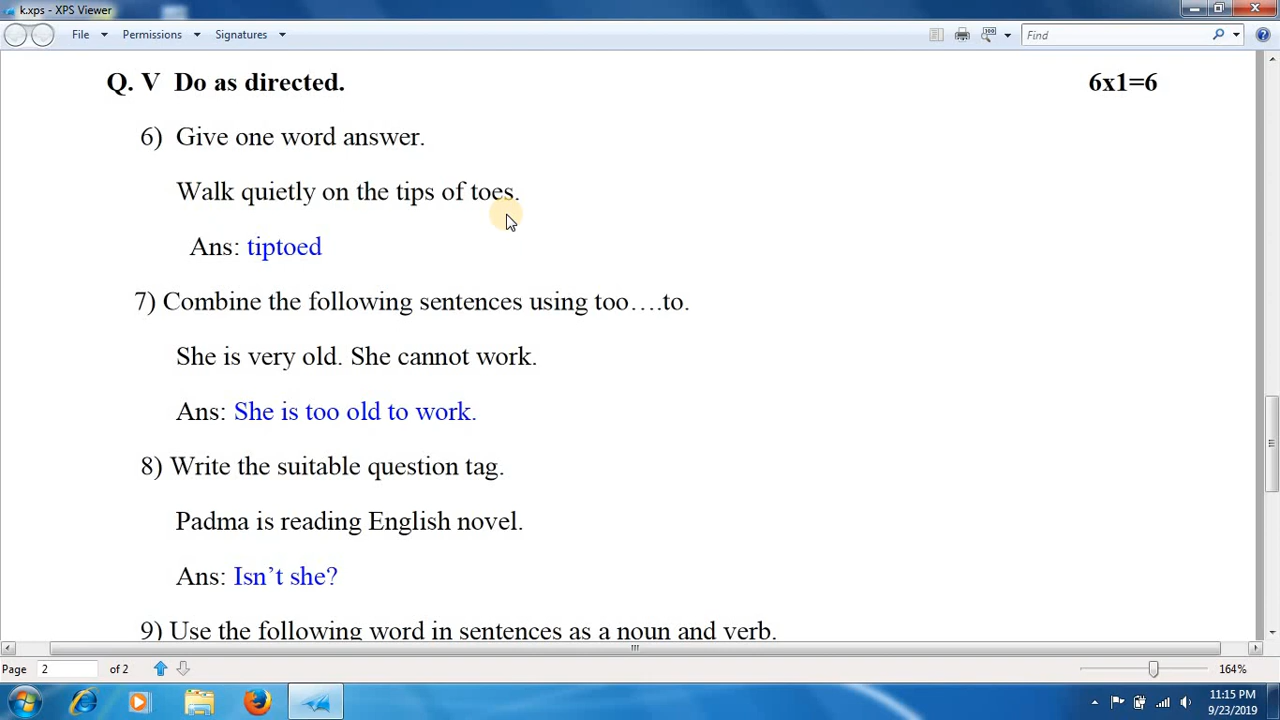 k.xps - XPS Viewer
File Permissions Signatures Find
Q. V Do as directed. 6x1=6
6) Give one word answer.
Walk quietly on the tips of toes.
Ans: tiptoed
7) Combine the following sentences using too….to.
She is very old. She cannot work.
Ans: She is too old to work.
8) Write the suitable question tag.
Padma is reading English novel.
Ans: Isn’t she?
9) Use the following word in sentences as a noun and verb.
Page 2 of 2 164%
11:15 PM
9/23/2019